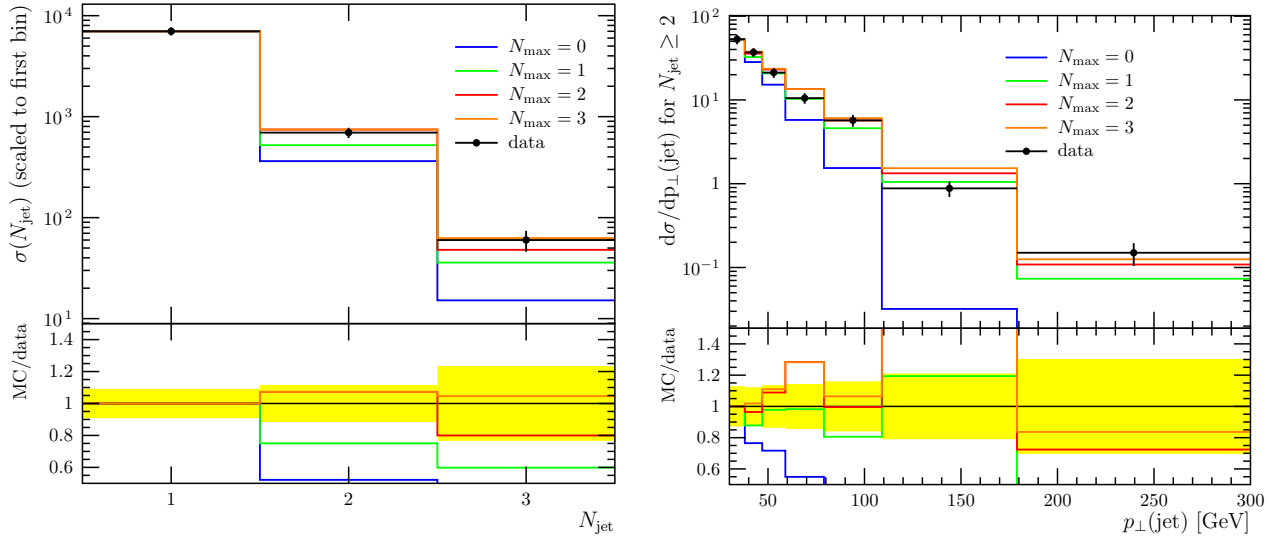 σ(N_jet) (scaled to first bin)
10^4
10^3
10^2
10^1
N_max = 0
N_max = 1
N_max = 2
N_max = 3
data
MC/data
1.4
1.2
1
0.8
0.6
1 2 3
N_jet
dσ/dp⊥(jet) for N_jet ≥ 2
10^2
10^1
1
10^−1
N_max = 0
N_max = 1
N_max = 2
N_max = 3
data
MC/data
1.4
1.2
1
0.8
0.6
50 100 150 200 250 300
p⊥(jet) [GeV]